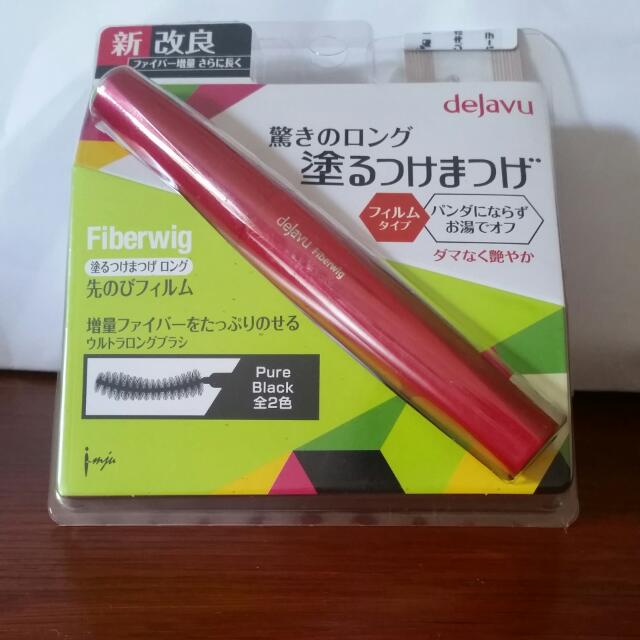 新 改良
ファイバー増量 さらに長く
dejavu
驚きのロング
塗るつけまつげ
フィルム
タイプ
パンダにならず
お湯でオフ
ダマなく艶やか
dejavu Fiberwig
Fiberwig
塗るつけまつげ ロング
先のびフィルム
増量ファイバーをたっぷりのせる
ウルトラロングブラシ
Pure
Black
全2色
imju